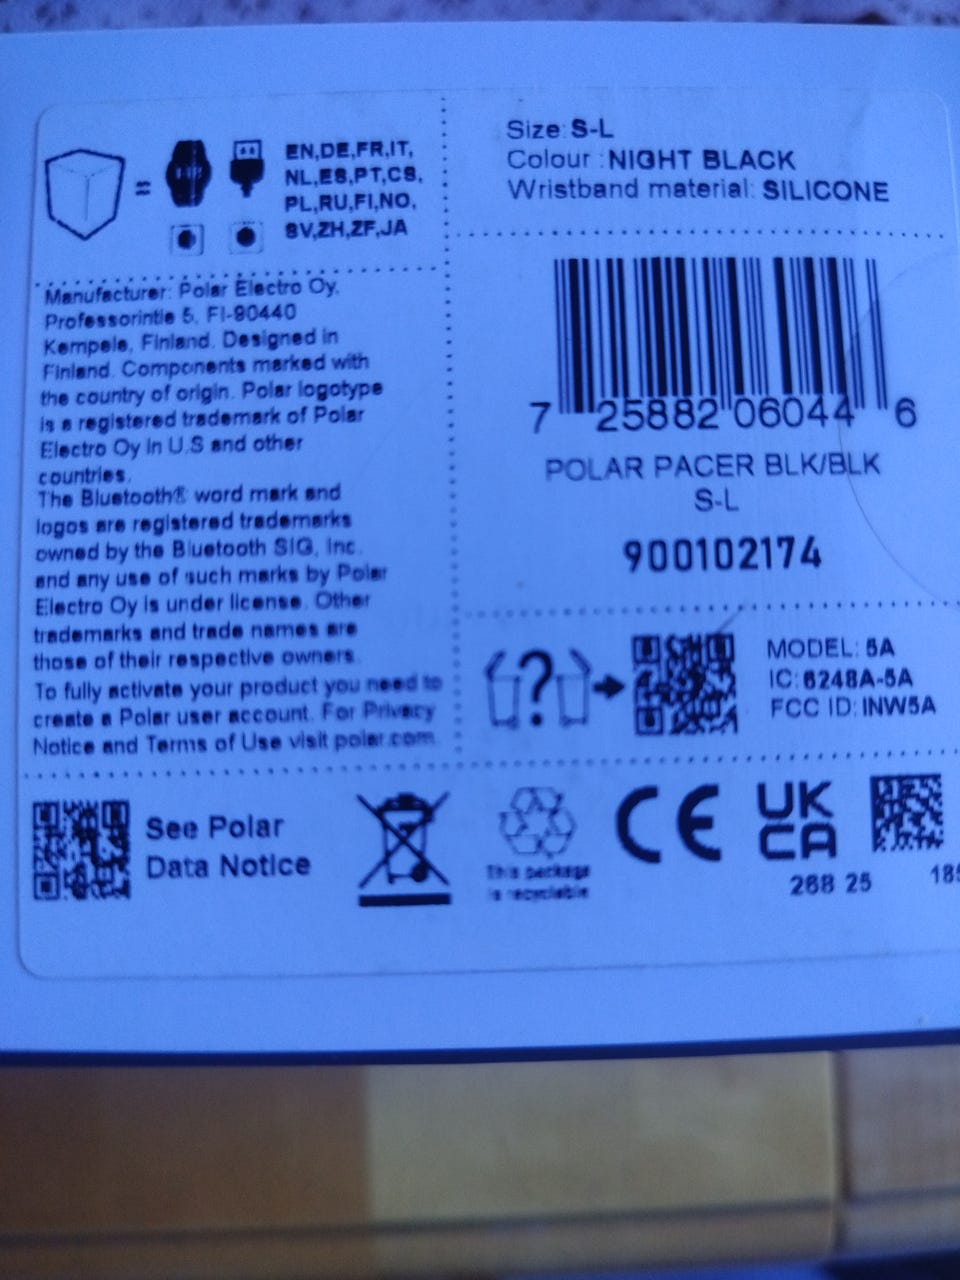 EN,DE,FR,IT,
NL,ES,PT,CS,
PL,RU,FI,NO,
SV,ZH,ZF,JA
Size: S-L
Colour : NIGHT BLACK
Wristband material: SILICONE
Manufacturer: Polar Electro Oy,
Professorintie 5, FI-90440
Kempele, Finland. Designed in
Finland. Components marked with
the country of origin. Polar logotype
is a registered trademark of Polar
Electro Oy in U.S and other
countries.
The Bluetooth® word mark and
logos are registered trademarks
owned by the Bluetooth SIG, Inc.
and any use of such marks by Polar
Electro Oy is under license. Other
trademarks and trade names are
those of their respective owners.
To fully activate your product you need to
create a Polar user account. For Privacy
Notice and Terms of Use visit polar.com.
7 25882 06044 6
POLAR PACER BLK/BLK
S-L
900102174
?
MODEL: 5A
IC: 6248A-5A
FCC ID: INW5A
See Polar
Data Notice
This package
is recyclable
CE
UK
CA
268 25